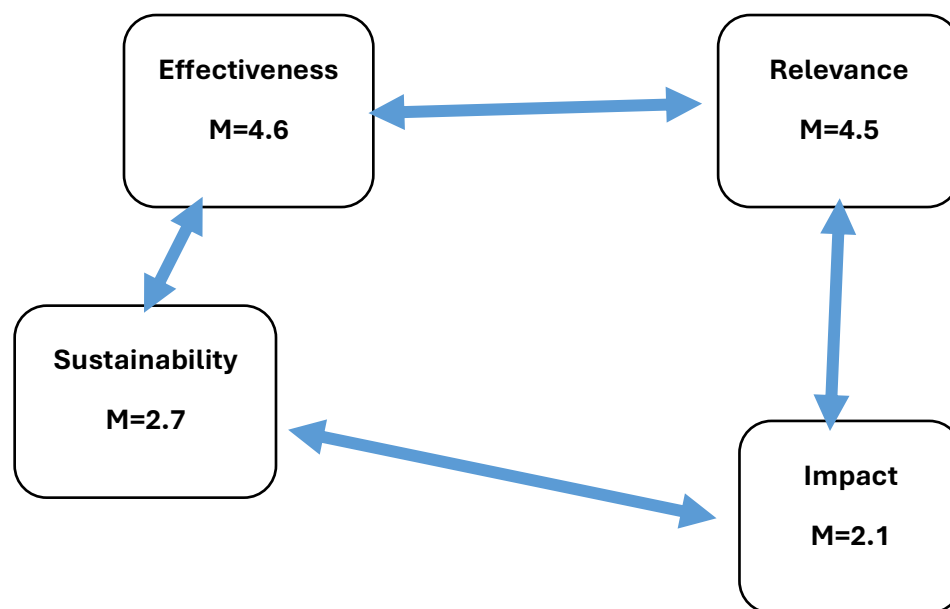 Effectiveness
M=4.6
Relevance
M=4.5
Sustainability
M=2.7
Impact
M=2.1